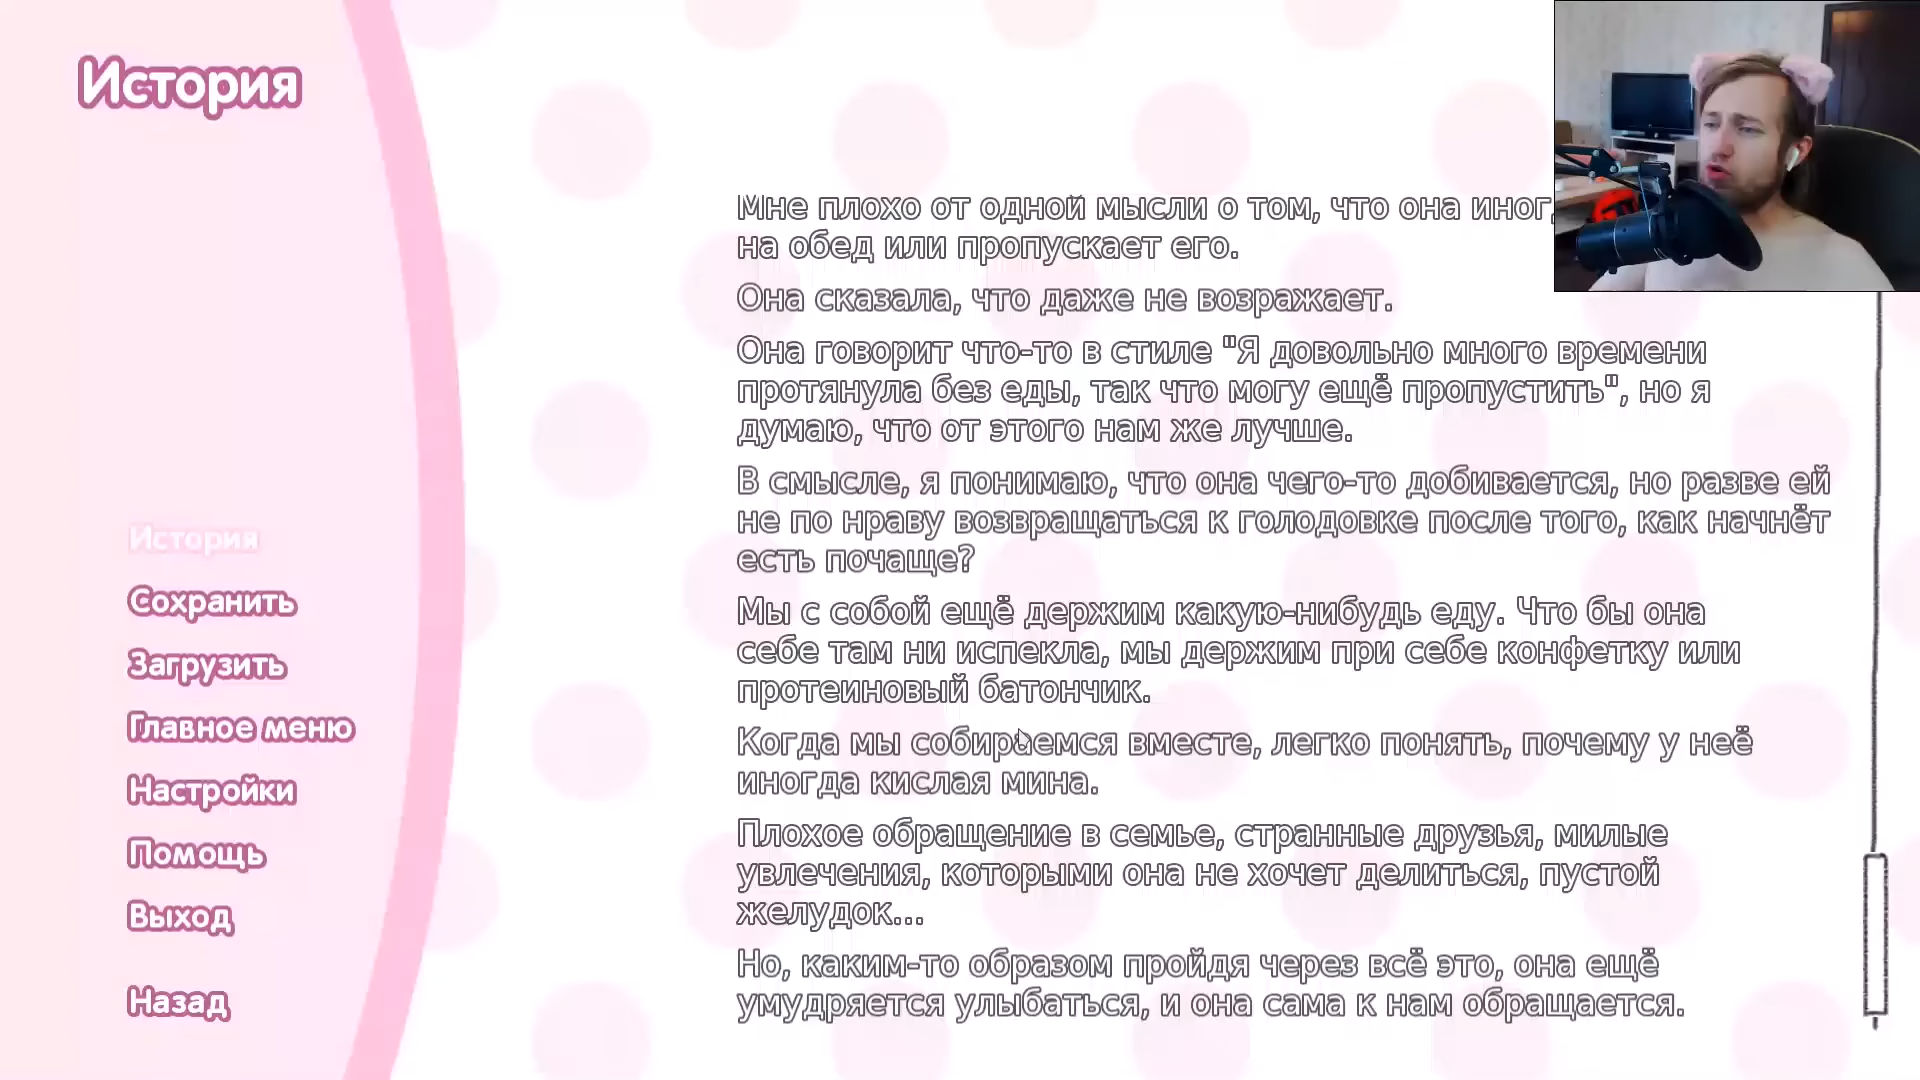 История
Мне плохо от одной мысли о том, что она
на обед или пропускает его.
Она сказала, что даже не возражает.
Она говорит что-то в стиле "Я довольно много времени
протянула без еды, так что могу ещё пропустить", но я
думаю, что от этого нам же лучше.
В смысле, я понимаю, что она чего-то добивается, но разве ей
не по нраву возвращаться к голодовке после того, как начнёт
есть почаще?
Мы с собой ещё держим какую-нибудь еду. Что бы она
себе там ни испекла, мы держим при себе конфетку или
протеиновый батончик.
Когда мы собираемся вместе, легко понять, почему у неё
иногда кислая мина.
Плохое обращение в семье, странные друзья, милые
увлечения, которыми она не хочет делиться, пустой
желудок...
Но, каким-то образом пройдя через всё это, она ещё
умудряется улыбаться, и она сама к нам обращается.
История
Сохранить
Загрузить
Главное меню
Настройки
Помощь
Выход
Назад